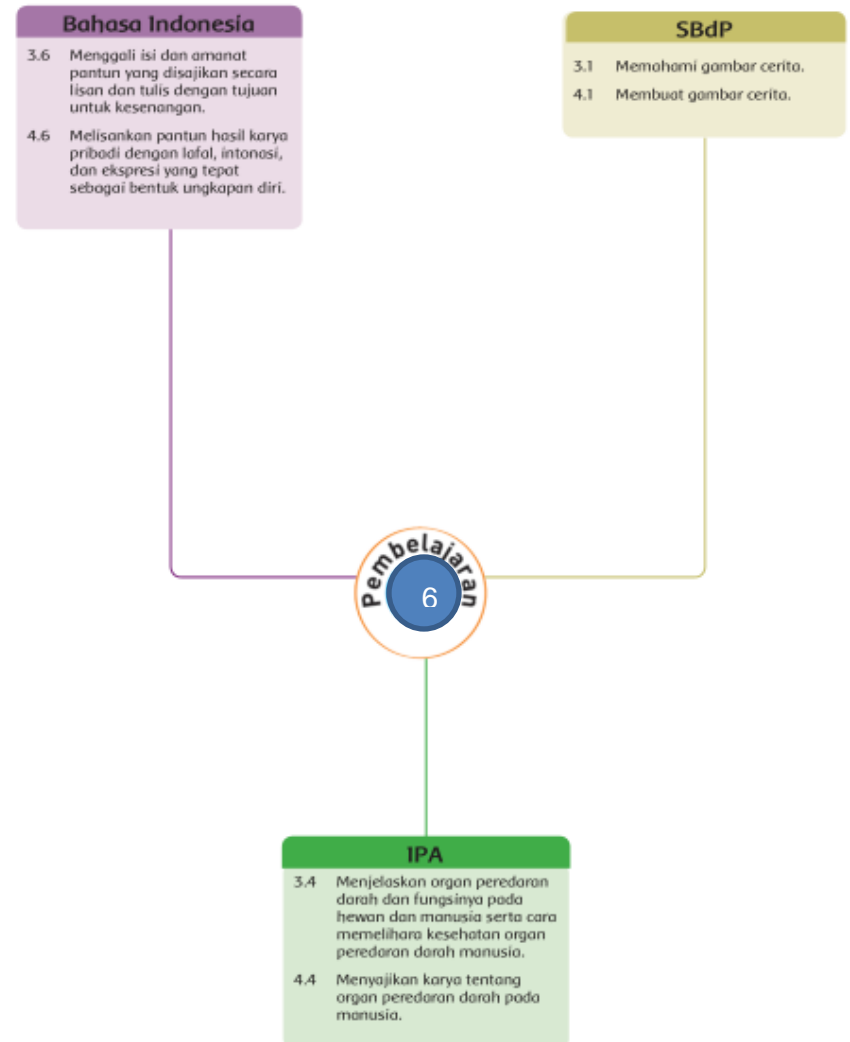 Bahasa Indonesia
3.6 Menggali isi dan amanat
pantun yang disajikan secara
lisan dan tulis dengan tujuan
untuk kesenangan.
4.6 Melisankan pantun hasil karya
pribadi dengan lafal, intonasi,
dan ekspresi yang tepat
sebagai bentuk ungkapan diri.
SBdP
3.1 Memahami gambar cerita.
4.1 Membuat gambar cerita.
Pembelajaran
6
IPA
3.4 Menjelaskan organ peredaran
darah dan fungsinya pada
hewan dan manusia serta cara
memelihara kesehatan organ
peredaran darah manusia.
4.4 Menyajikan karya tentang
organ peredaran darah pada
manusia.